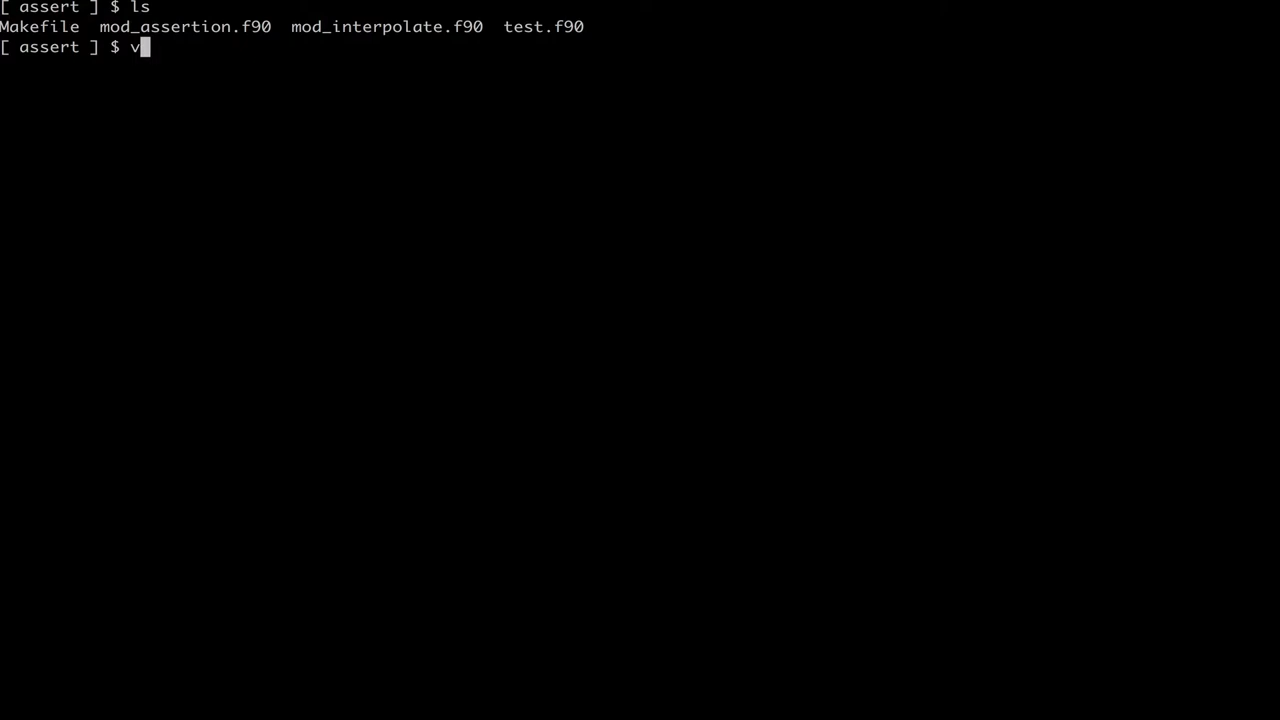 [ assert ] $ ls
Makefile  mod_assertion.f90  mod_interpolate.f90  test.f90
[ assert ] $ v